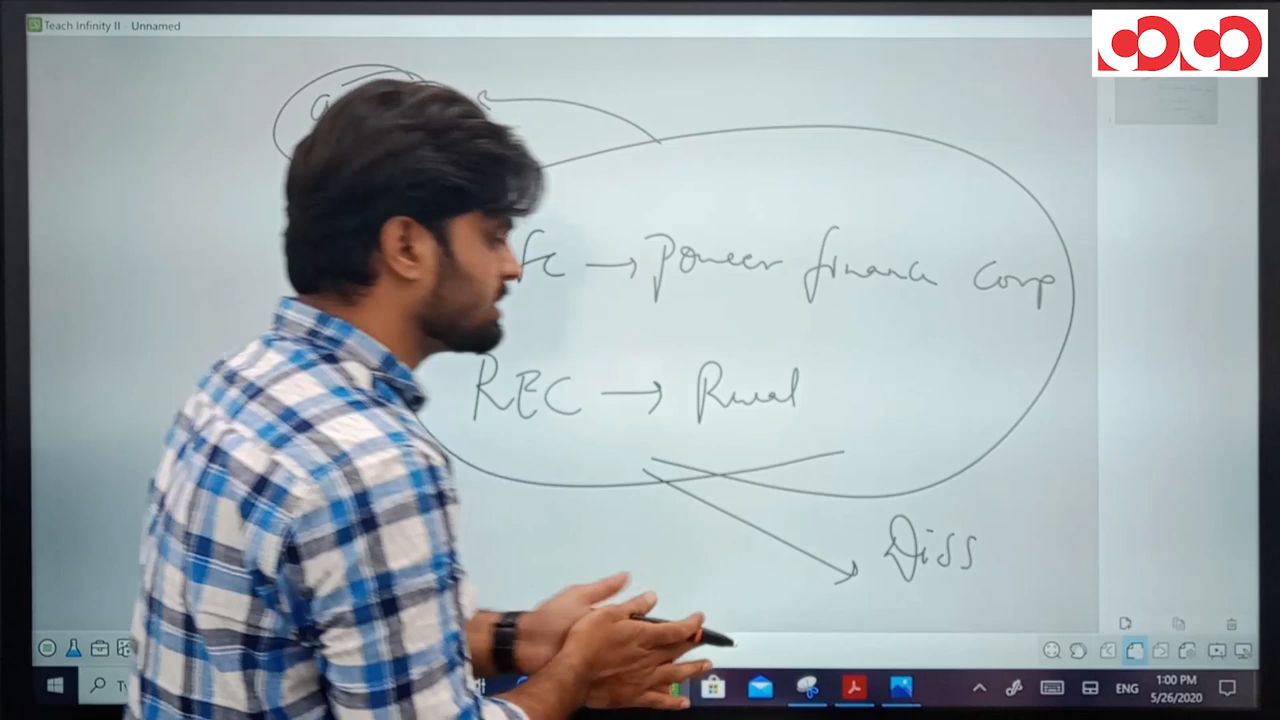 Teach Infinity II - Unnamed
fc → Power finance Corp
REC → Rural
Diss
ENG
1:00 PM
5/26/2020